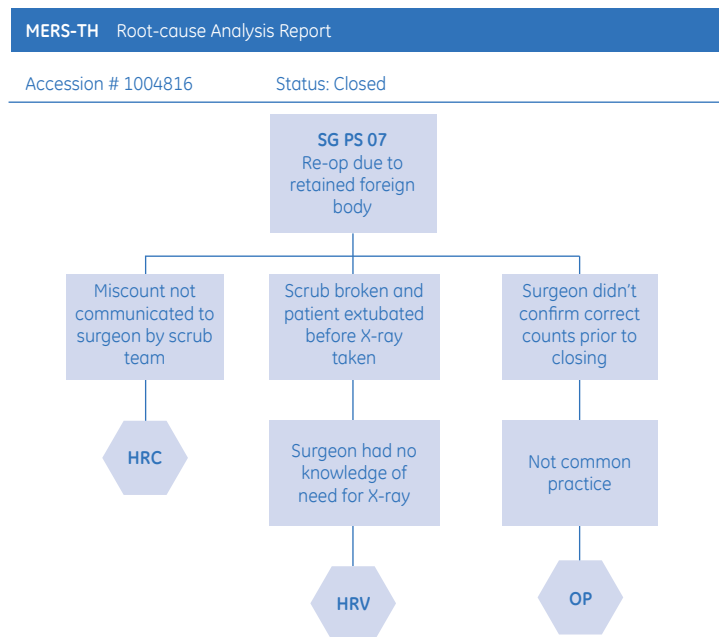 MERS-TH Root-cause Analysis Report
Accession # 1004816 Status: Closed
SG PS 07
Re-op due to
retained foreign
body
Miscount not
communicated to
surgeon by scrub
team
Scrub broken and
patient extubated
before X-ray
taken
Surgeon didn’t
confirm correct
counts prior to
closing
HRC
Surgeon had no
knowledge of
need for X-ray
Not common
practice
HRV
OP